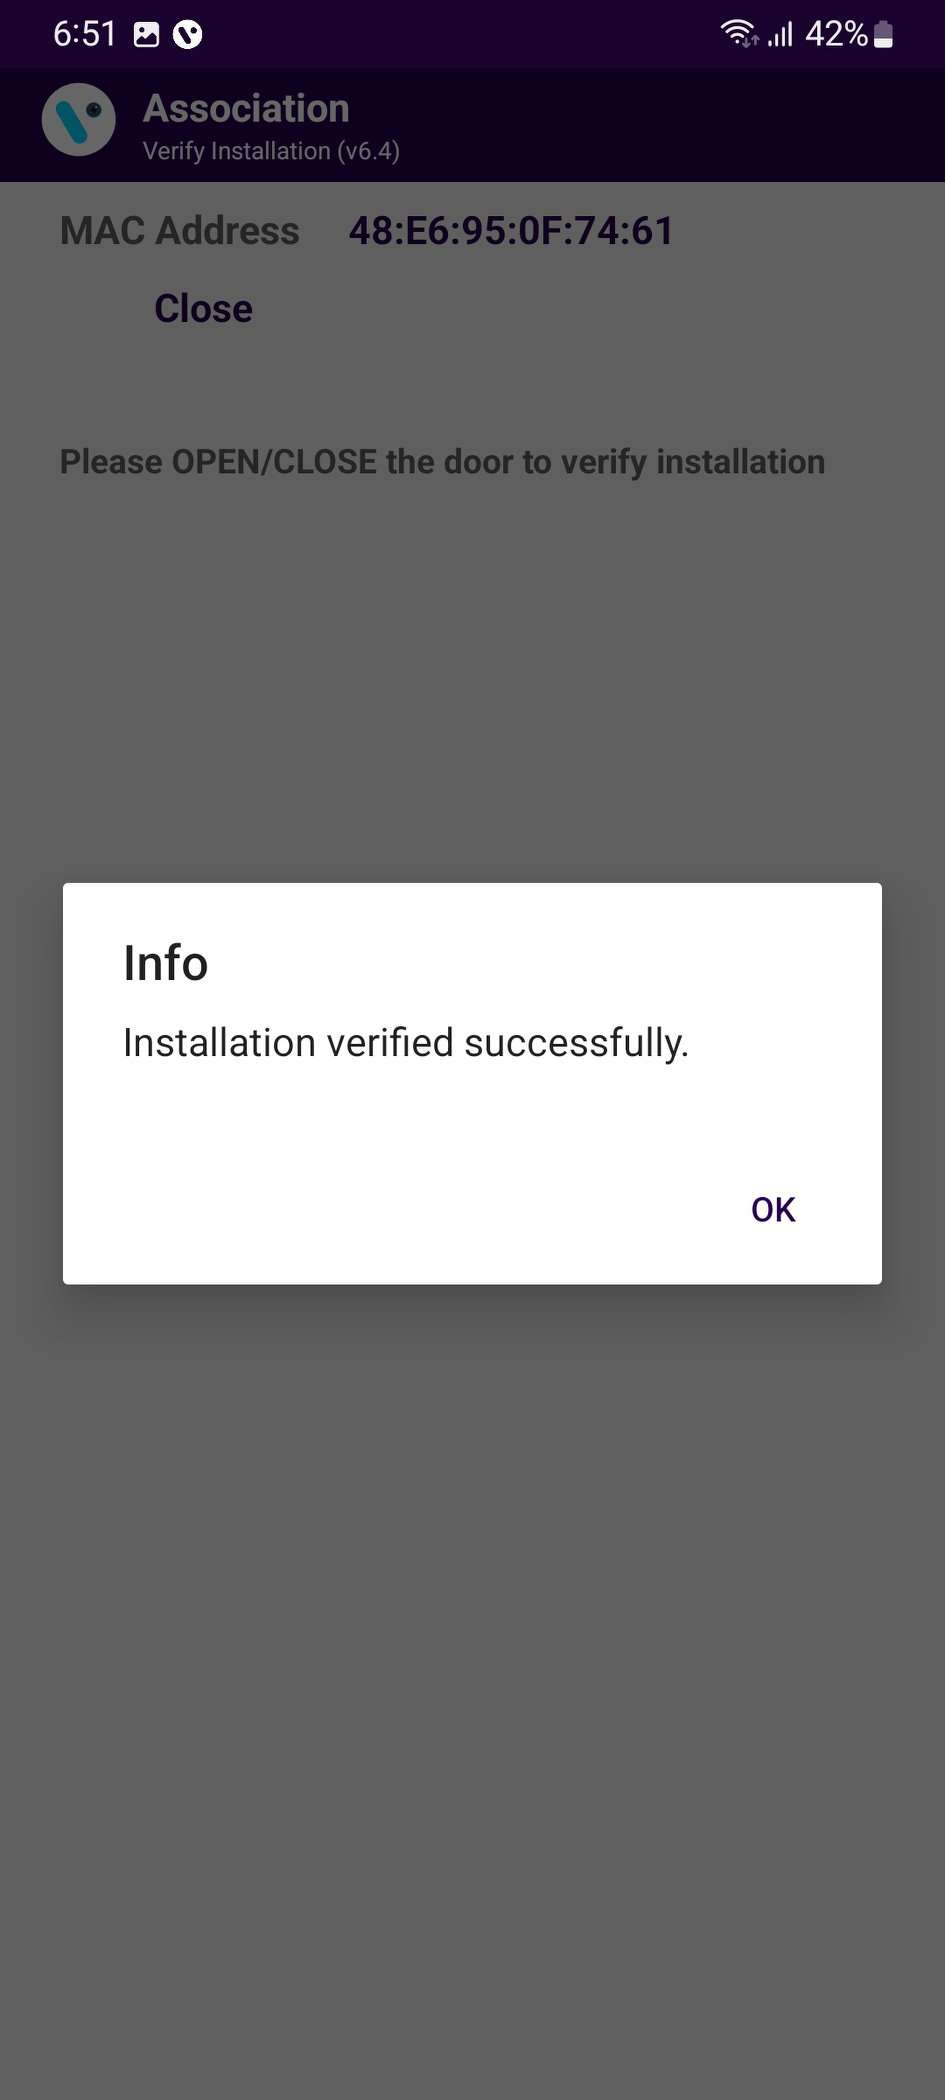 6:51
42%
Association
Verify Installation (v6.4)
MAC Address 48:E6:95:0F:74:61
Close
Please OPEN/CLOSE the door to verify installation
Info
Installation verified successfully.
OK